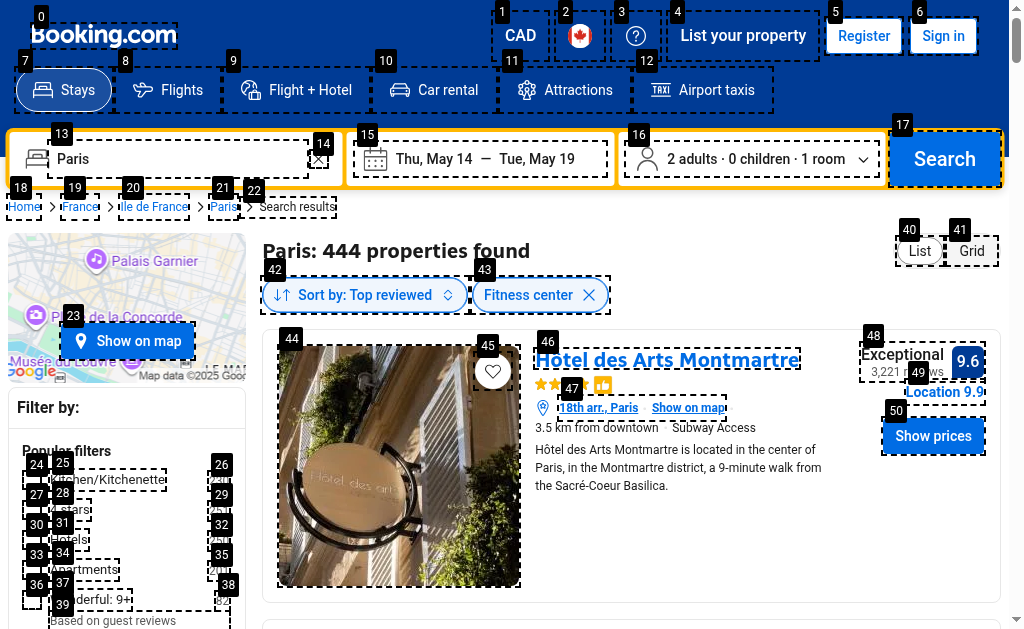 Booking.com
CAD
List your property
Register
Sign in
Stays
Flights
Flight + Hotel
Car rental
Attractions
Airport taxis
Paris
Thu, May 14 — Tue, May 19
2 adults · 0 children · 1 room
Search
Home
France
Ile de France
Paris
Search results
Palais Garnier
Place de la Concorde
Show on map
Musée du Louvre
Google
Map data ©2025 Goo
Paris: 444 properties found
List
Grid
Sort by: Top reviewed
Fitness center
Filter by:
Popular filters
Kitchen/Kitchenette
4 stars
Hotels
Apartments
Wonderful: 9+
82
Based on guest reviews
Hôtel des Arts Montmartre
18th arr., Paris
Show on map
3.5 km from downtown · Subway Access
Hôtel des Arts Montmartre is located in the center of
Paris, in the Montmartre district, a 9-minute walk from
the Sacré-Coeur Basilica.
Exceptional
3,221 reviews
9.6
Location 9.9
Show prices
Hôtel des arts
0
1
2
3
4
5
6
7
8
9
10
11
12
13
14
15
16
17
18
19
20
21
22
23
24
25
26
27
28
29
30
31
32
33
34
35
36
37
38
39
40
41
42
43
44
45
46
47
48
49
50